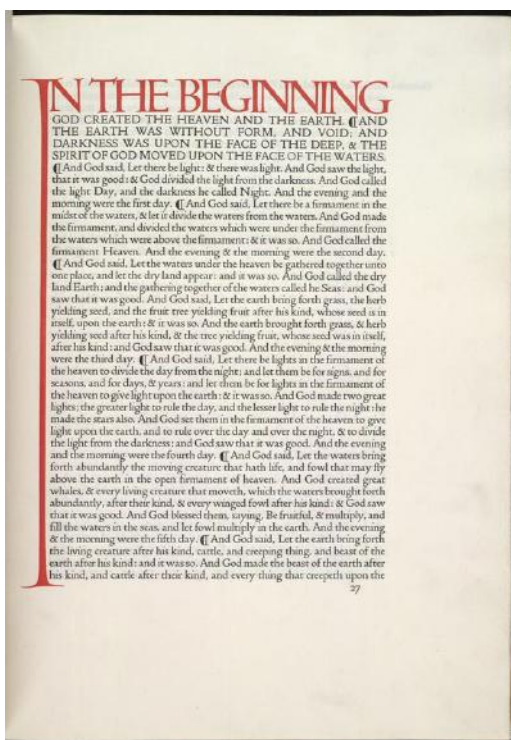 IN THE BEGINNING
GOD CREATED THE HEAVEN AND THE EARTH. ¶ AND
THE EARTH WAS WITHOUT FORM, AND VOID; AND
DARKNESS WAS UPON THE FACE OF THE DEEP, & THE
SPIRIT OF GOD MOVED UPON THE FACE OF THE WATERS.
¶ And God said, Let there be light: & there was light. And God saw the light,
that it was good: & God divided the light from the darkness. And God called
the light Day, and the darkness he called Night. And the evening and the
morning were the first day. ¶ And God said, Let there be a firmament in the
midst of the waters, & let it divide the waters from the waters. And God made
the firmament, and divided the waters which were under the firmament from
the waters which were above the firmament: & it was so. And God called the
firmament Heaven. And the evening & the morning were the second day.
¶ And God said, Let the waters under the heaven be gathered together unto
one place, and let the dry land appear: and it was so. And God called the dry
land Earth; and the gathering together of the waters called he Seas: and God
saw that it was good. And God said, Let the earth bring forth grass, the herb
yielding seed, and the fruit tree yielding fruit after his kind, whose seed is in
itself, upon the earth: & it was so. And the earth brought forth grass, & herb
yielding seed after his kind, & the tree yielding fruit, whose seed was in itself,
after his kind: and God saw that it was good. And the evening & the morning
were the third day. ¶ And God said, Let there be lights in the firmament of
the heaven to divide the day from the night; and let them be for signs, and for
seasons, and for days, & years: and let them be for lights in the firmament of
the heaven to give light upon the earth: & it was so. And God made two great
lights; the greater light to rule the day, and the lesser light to rule the night: he
made the stars also. And God set them in the firmament of the heaven to give
light upon the earth, and to rule over the day and over the night, & to divide
the light from the darkness: and God saw that it was good. And the evening
and the morning were the fourth day. ¶ And God said, Let the waters bring
forth abundantly the moving creature that hath life, and fowl that may fly
above the earth in the open firmament of heaven. And God created great
whales, & every living creature that moveth, which the waters brought forth
abundantly, after their kind, & every winged fowl after his kind: & God saw
that it was good. And God blessed them, saying, Be fruitful, & multiply, and
fill the waters in the seas, and let fowl multiply in the earth. And the evening
& the morning were the fifth day. ¶ And God said, Let the earth bring forth
the living creature after his kind, cattle, and creeping thing, and beast of the
earth after his kind: and it was so. And God made the beast of the earth after
his kind, and cattle after their kind, and every thing that creepeth upon the
27